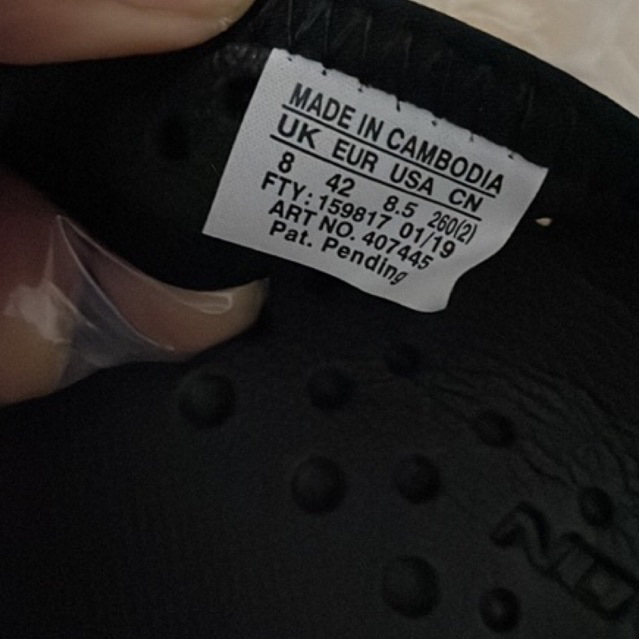 MADE IN CAMBODIA
UK EUR USA CN
8 42 8.5 260(2)
FTY: 159817 01/19
ART NO. 407445
Pat. Pending